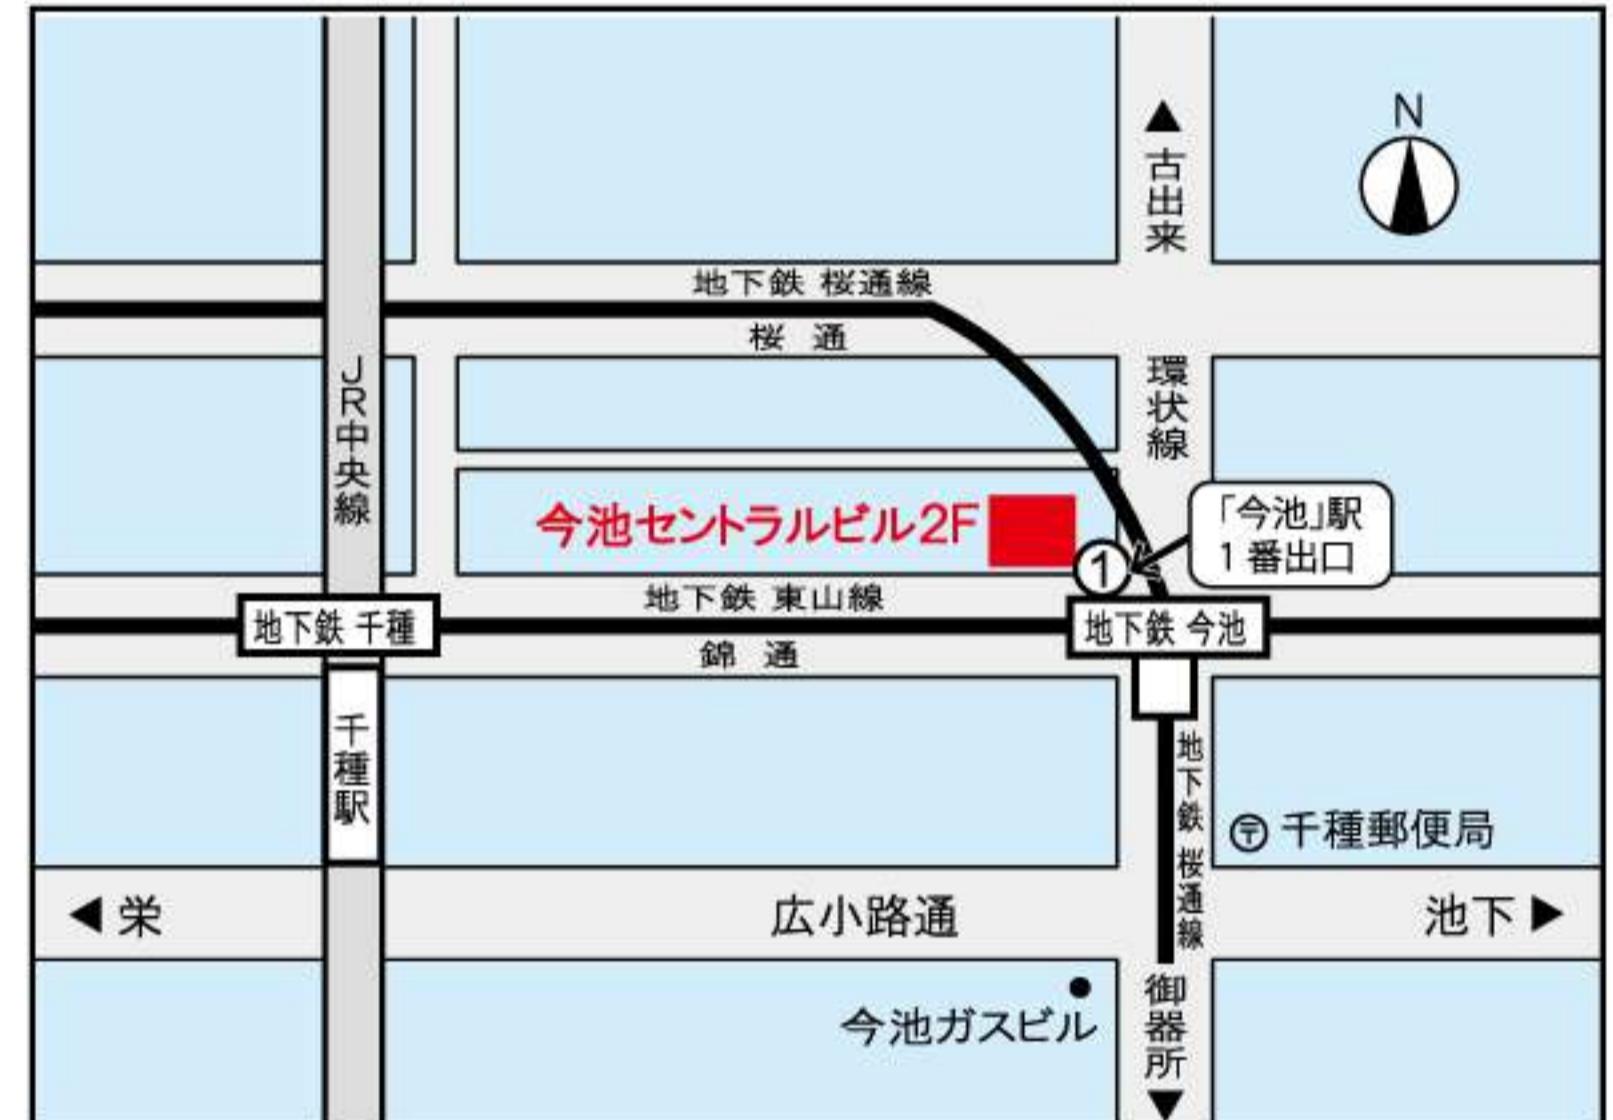 N
▲古出来
地下鉄 桜通線
桜 通
環状線
JR中央線
今池セントラルビル2F
「今池」駅
1番出口
1
地下鉄 東山線
地下鉄 千種
地下鉄 今池
錦 通
千種駅
地下鉄 桜通線
〶千種郵便局
◀栄
広小路通
池下▶
今池ガスビル
御器所▼